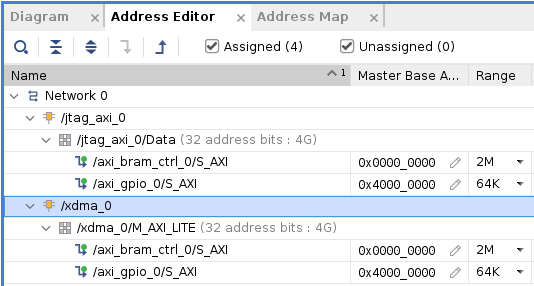 Diagram × Address Editor × Address Map ×
Assigned (4) Unassigned (0)
Name 1 Master Base A... Range
Network 0
/jtag_axi_0
/jtag_axi_0/Data (32 address bits : 4G)
/axi_bram_ctrl_0/S_AXI 0x0000_0000 2M
/axi_gpio_0/S_AXI 0x4000_0000 64K
/xdma_0
/xdma_0/M_AXI_LITE (32 address bits : 4G)
/axi_bram_ctrl_0/S_AXI 0x0000_0000 2M
/axi_gpio_0/S_AXI 0x4000_0000 64K